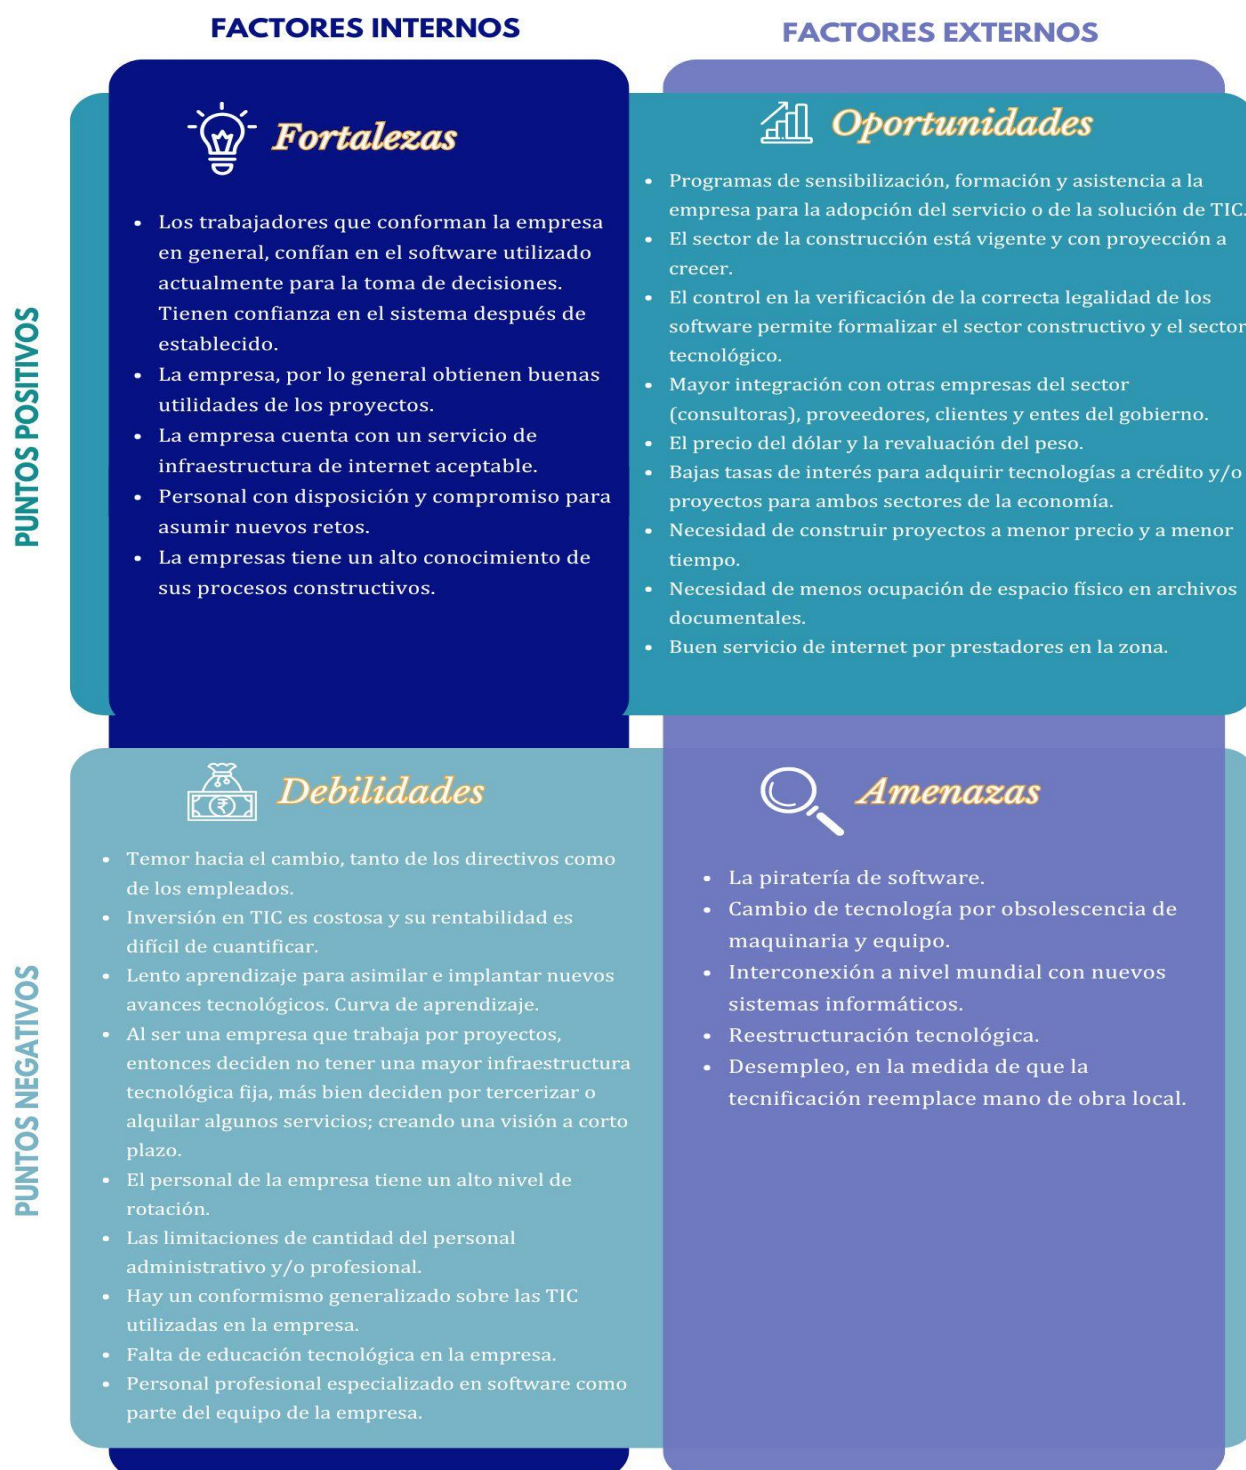 FACTORES INTERNOS
FACTORES EXTERNOS
PUNTOS POSITIVOS
Fortalezas
• Los trabajadores que conforman la empresa
en general, confían en el software utilizado
actualmente para la toma de decisiones.
Tienen confianza en el sistema después de
establecido.
• La empresa, por lo general obtienen buenas
utilidades de los proyectos.
• La empresa cuenta con un servicio de
infraestructura de internet aceptable.
• Personal con disposición y compromiso para
asumir nuevos retos.
• La empresas tiene un alto conocimiento de
sus procesos constructivos.
Oportunidades
• Programas de sensibilización, formación y asistencia a la
empresa para la adopción del servicio o de la solución de TIC.
• El sector de la construcción está vigente y con proyección a
crecer.
• El control en la verificación de la correcta legalidad de los
software permite formalizar el sector constructivo y el sector
tecnológico.
• Mayor integración con otras empresas del sector
(consultoras), proveedores, clientes y entes del gobierno.
• El precio del dólar y la revaluación del peso.
• Bajas tasas de interés para adquirir tecnologías a crédito y/o
proyectos para ambos sectores de la economía.
• Necesidad de construir proyectos a menor precio y a menor
tiempo.
• Necesidad de menos ocupación de espacio físico en archivos
documentales.
• Buen servicio de internet por prestadores en la zona.
PUNTOS NEGATIVOS
Debilidades
• Temor hacia el cambio, tanto de los directivos como
de los empleados.
• Inversión en TIC es costosa y su rentabilidad es
difícil de cuantificar.
• Lento aprendizaje para asimilar e implantar nuevos
avances tecnológicos. Curva de aprendizaje.
• Al ser una empresa que trabaja por proyectos,
entonces deciden no tener una mayor infraestructura
tecnológica fija, más bien deciden por tercerizar o
alquilar algunos servicios; creando una visión a corto
plazo.
• El personal de la empresa tiene un alto nivel de
rotación.
• Las limitaciones de cantidad del personal
administrativo y/o profesional.
• Hay un conformismo generalizado sobre las TIC
utilizadas en la empresa.
• Falta de educación tecnológica en la empresa.
• Personal profesional especializado en software como
parte del equipo de la empresa.
Amenazas
• La piratería de software.
• Cambio de tecnología por obsolescencia de
maquinaria y equipo.
• Interconexión a nivel mundial con nuevos
sistemas informáticos.
• Reestructuración tecnológica.
• Desempleo, en la medida de que la
tecnificación reemplace mano de obra local.